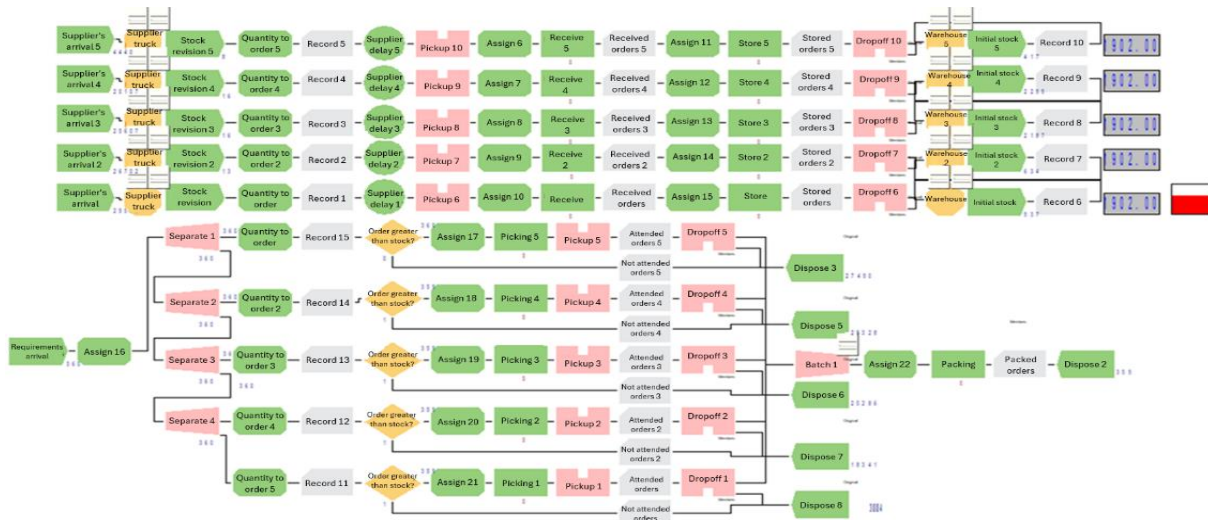 Supplier's arrival 5
Supplier truck
Stock revision 5
Quantity to order 5
Record 5
Supplier delay 5
Pickup 10
Assign 6
Receive 5
Received orders 5
Assign 11
Store 5
Stored orders 5
Dropoff 10
Warehouse 5
Initial stock 5
Record 10
902.00
Supplier's arrival 4
Supplier truck
Stock revision 4
Quantity to order 4
Record 4
Supplier delay 4
Pickup 9
Assign 7
Receive 4
Received orders 4
Assign 12
Store 4
Stored orders 4
Dropoff 9
Warehouse 4
Initial stock 4
Record 9
902.00
Supplier's arrival 3
Supplier truck
Stock revision 3
Quantity to order 3
Record 3
Supplier delay 3
Pickup 8
Assign 8
Receive 3
Received orders 3
Assign 13
Store 3
Stored orders 3
Dropoff 8
Warehouse 3
Initial stock 3
Record 8
902.00
Supplier's arrival 2
Supplier truck
Stock revision 2
Quantity to order 2
Record 2
Supplier delay 2
Pickup 7
Assign 9
Receive 2
Received orders 2
Assign 14
Store 2
Stored orders 2
Dropoff 7
Warehouse 2
Initial stock 2
Record 7
902.00
Supplier's arrival
Supplier truck
Stock revision
Quantity to order
Record 1
Supplier delay 1
Pickup 6
Assign 10
Receive
Received orders
Assign 15
Store
Stored orders
Dropoff 6
Warehouse
Initial stock
Record 6
902.00
Separate 1
360
Quantity to order
Record 15
Order greater than stock?
Assign 17
Picking 5
Pickup 5
Attended orders 5
Dropoff 5
Not attended orders 5
Dispose 3
Separate 2
360
Quantity to order 2
Record 14
Order greater than stock?
Assign 18
Picking 4
Pickup 4
Attended orders 4
Dropoff 4
Not attended orders 4
Dispose 5
Requirements arrival
Assign 16
Separate 3
360
Quantity to order 3
360
Record 13
Order greater than stock?
Assign 19
Picking 3
Pickup 3
Attended orders 3
Dropoff 3
Not attended orders 3
Batch 1
Assign 22
Packing
Packed orders
Dispose 2
355
Dispose 6
25286
Separate 4
360
Quantity to order 4
Record 12
Order greater than stock?
Assign 20
Picking 2
Pickup 2
Attended orders 2
Dropoff 2
Not attended orders 2
Dispose 7
Quantity to order 5
Record 11
Order greater than stock?
Assign 21
Picking 1
Pickup 1
Attended orders
Dropoff 1
Not attended orders
Dispose 8